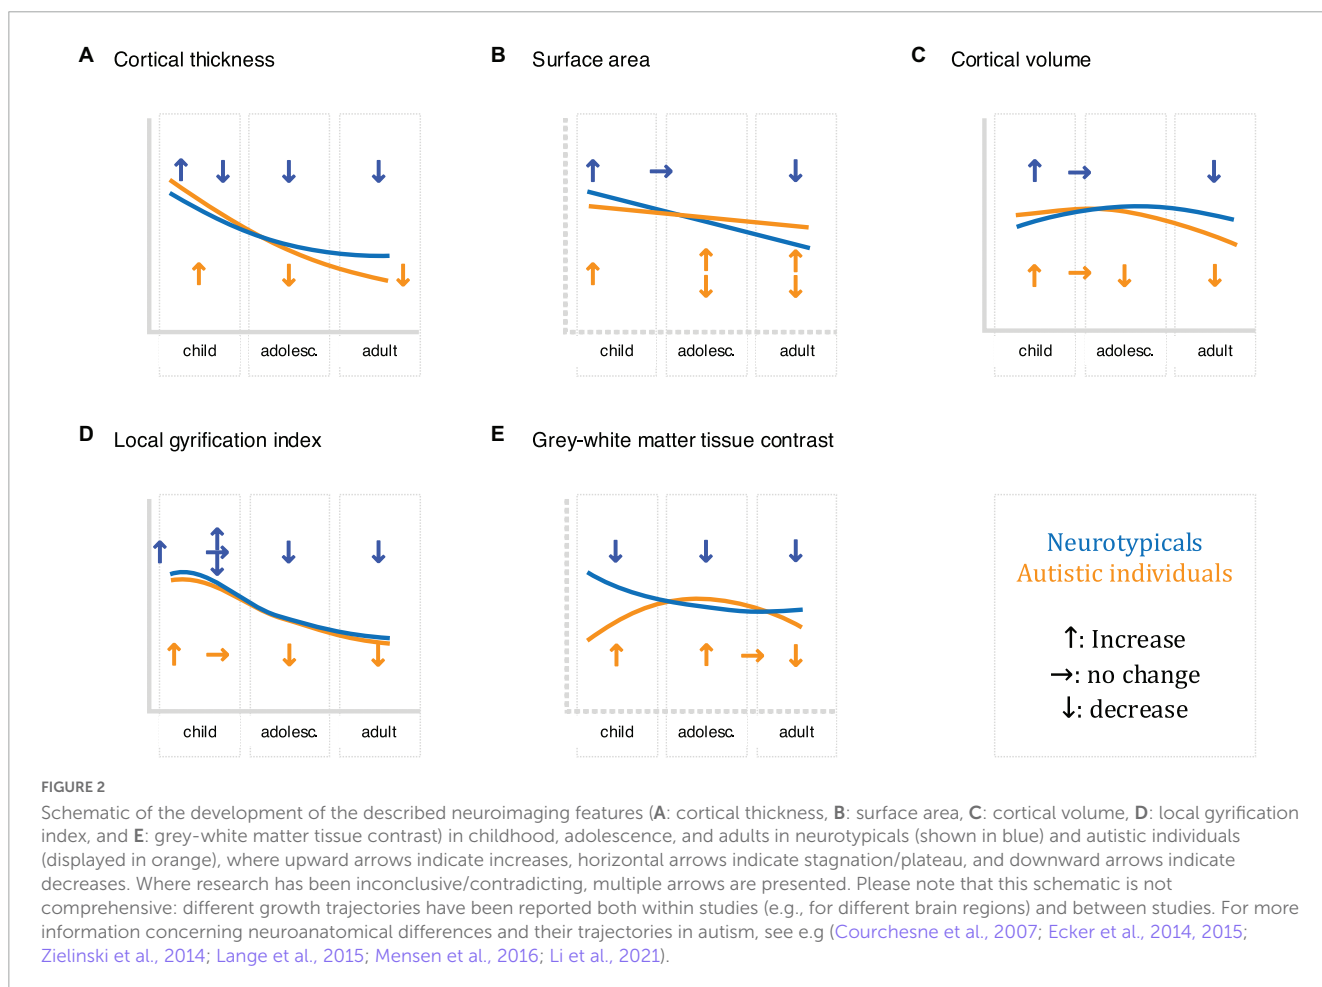 A Cortical thickness
B Surface area
C Cortical volume
child adolesc. adult
child adolesc. adult
child adolesc. adult
D Local gyrification index
E Grey-white matter tissue contrast
child adolesc. adult
child adolesc. adult
Neurotypicals
Autistic individuals
↑: Increase
→: no change
↓: decrease
FIGURE 2
Schematic of the development of the described neuroimaging features (A: cortical thickness, B: surface area, C: cortical volume, D: local gyrification
index, and E: grey-white matter tissue contrast) in childhood, adolescence, and adults in neurotypicals (shown in blue) and autistic individuals
(displayed in orange), where upward arrows indicate increases, horizontal arrows indicate stagnation/plateau, and downward arrows indicate
decreases. Where research has been inconclusive/contradicting, multiple arrows are presented. Please note that this schematic is not
comprehensive: different growth trajectories have been reported both within studies (e.g., for different brain regions) and between studies. For more
information concerning neuroanatomical differences and their trajectories in autism, see e.g (Courchesne et al., 2007; Ecker et al., 2014, 2015;
Zielinski et al., 2014; Lange et al., 2015; Mensen et al., 2016; Li et al., 2021).